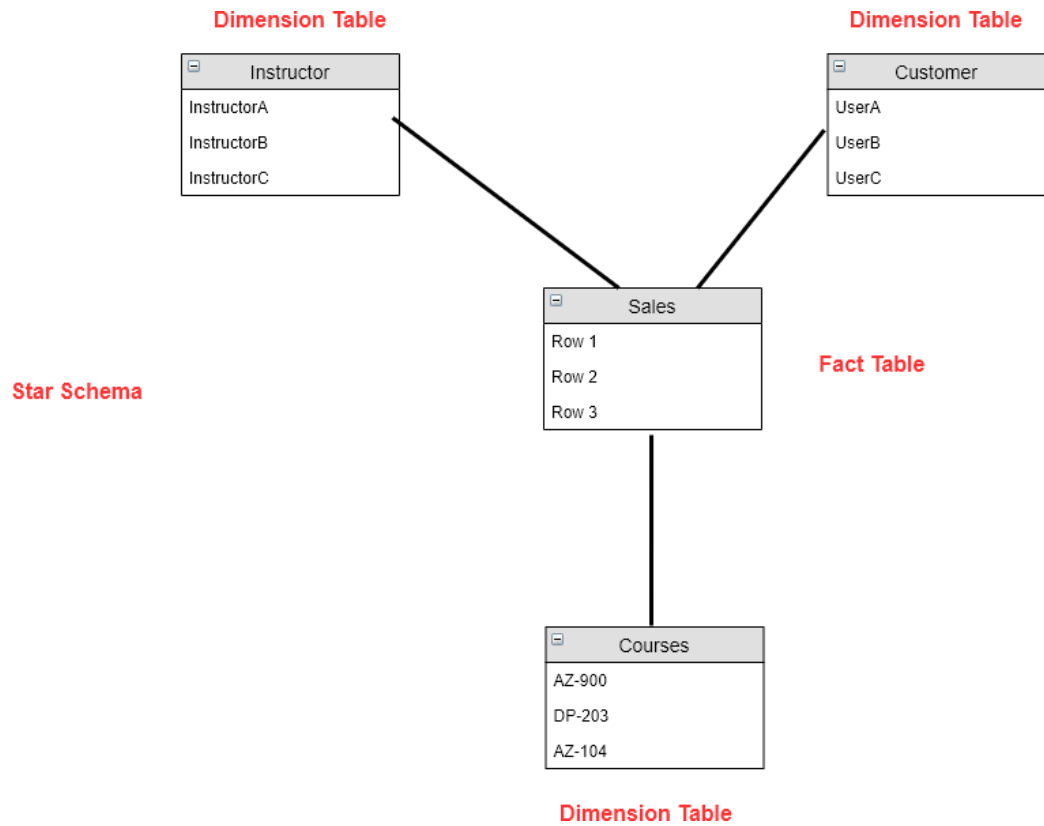 Dimension Table
Dimension Table
Instructor
InstructorA
InstructorB
InstructorC
Customer
UserA
UserB
UserC
Sales
Row 1
Row 2
Row 3
Fact Table
Star Schema
Courses
AZ-900
DP-203
AZ-104
Dimension Table